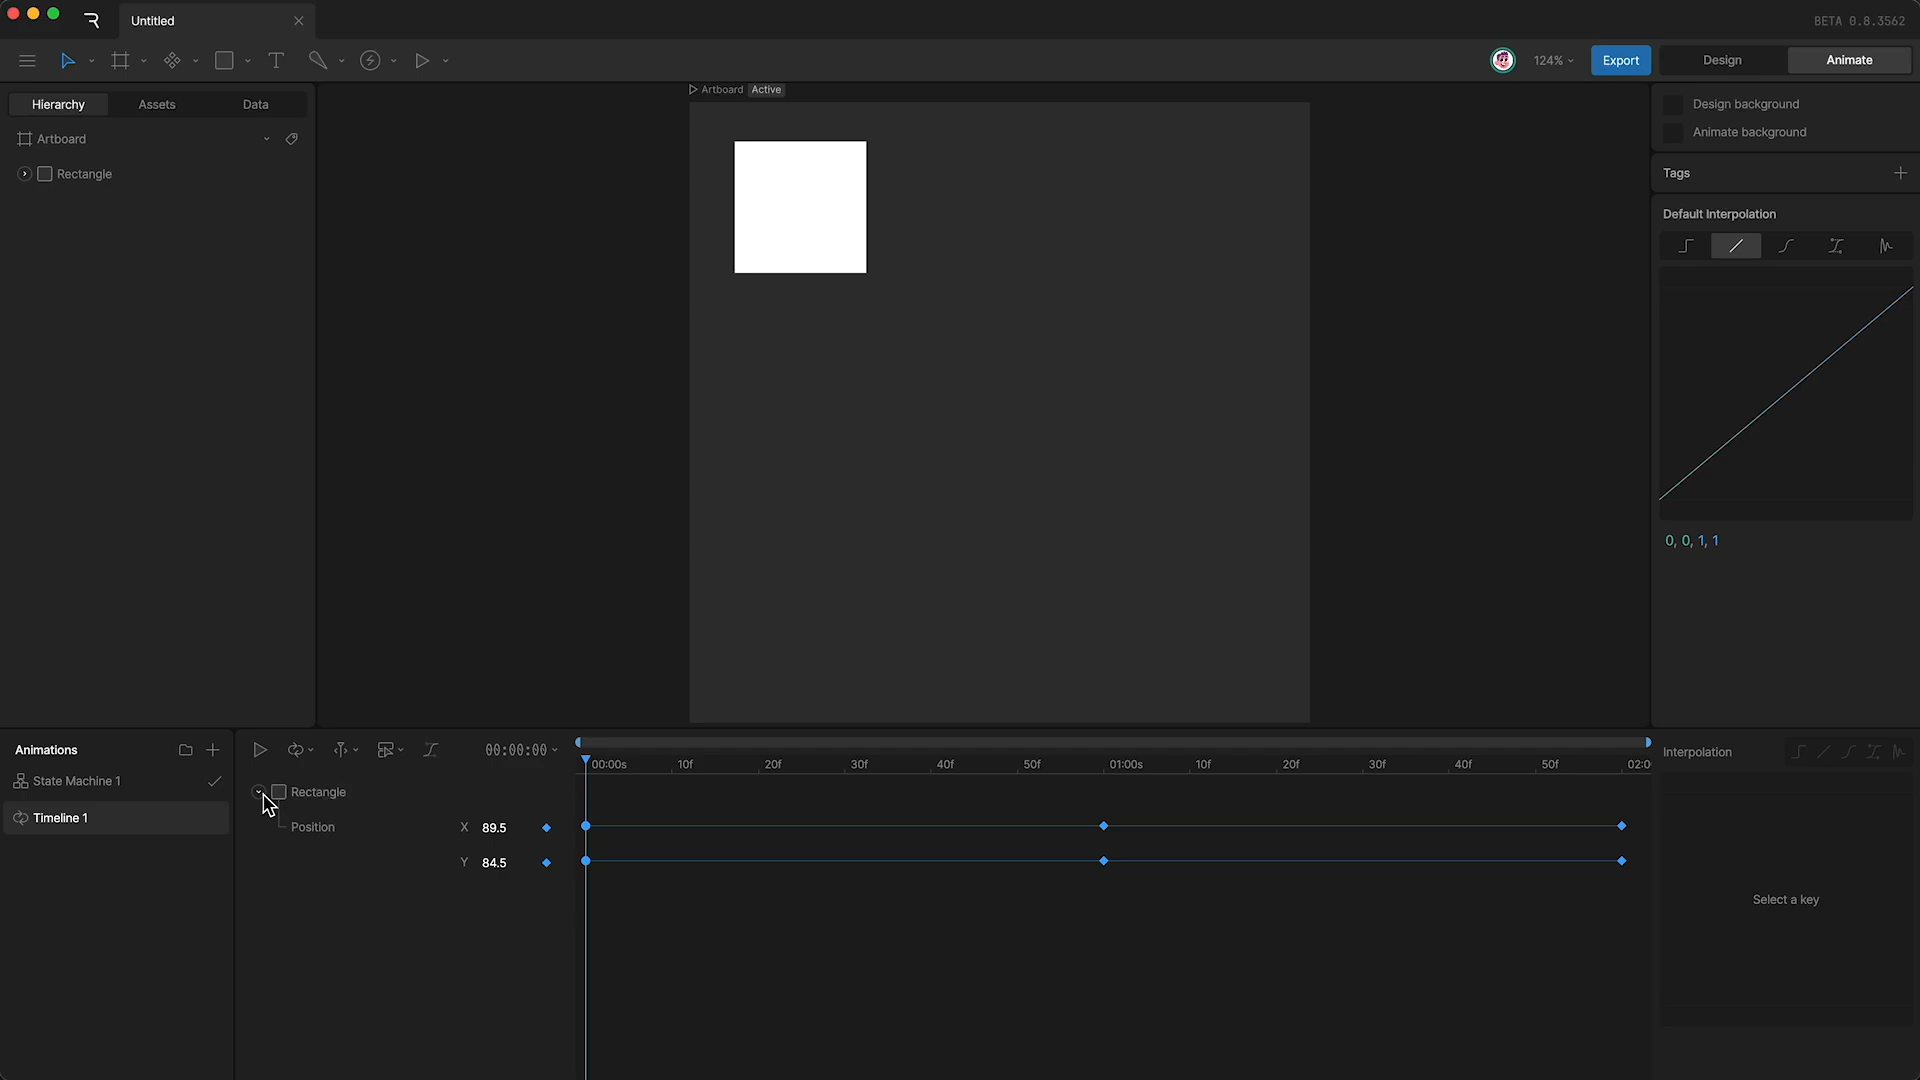 Untitled
BETA 0.8.3562
124%
Export
Design
Animate
Hierarchy
Assets
Data
Artboard
Rectangle
Artboard Active
Design background
Animate background
Tags
Default Interpolation
0, 0, 1, 1
Animations
State Machine 1
Timeline 1
00:00:00
00:00s 10f 20f 30f 40f 50f 01:00s 10f 20f 30f 40f 50f 02:0
Rectangle
Position X 89.5
Y 84.5
Interpolation
Select a key